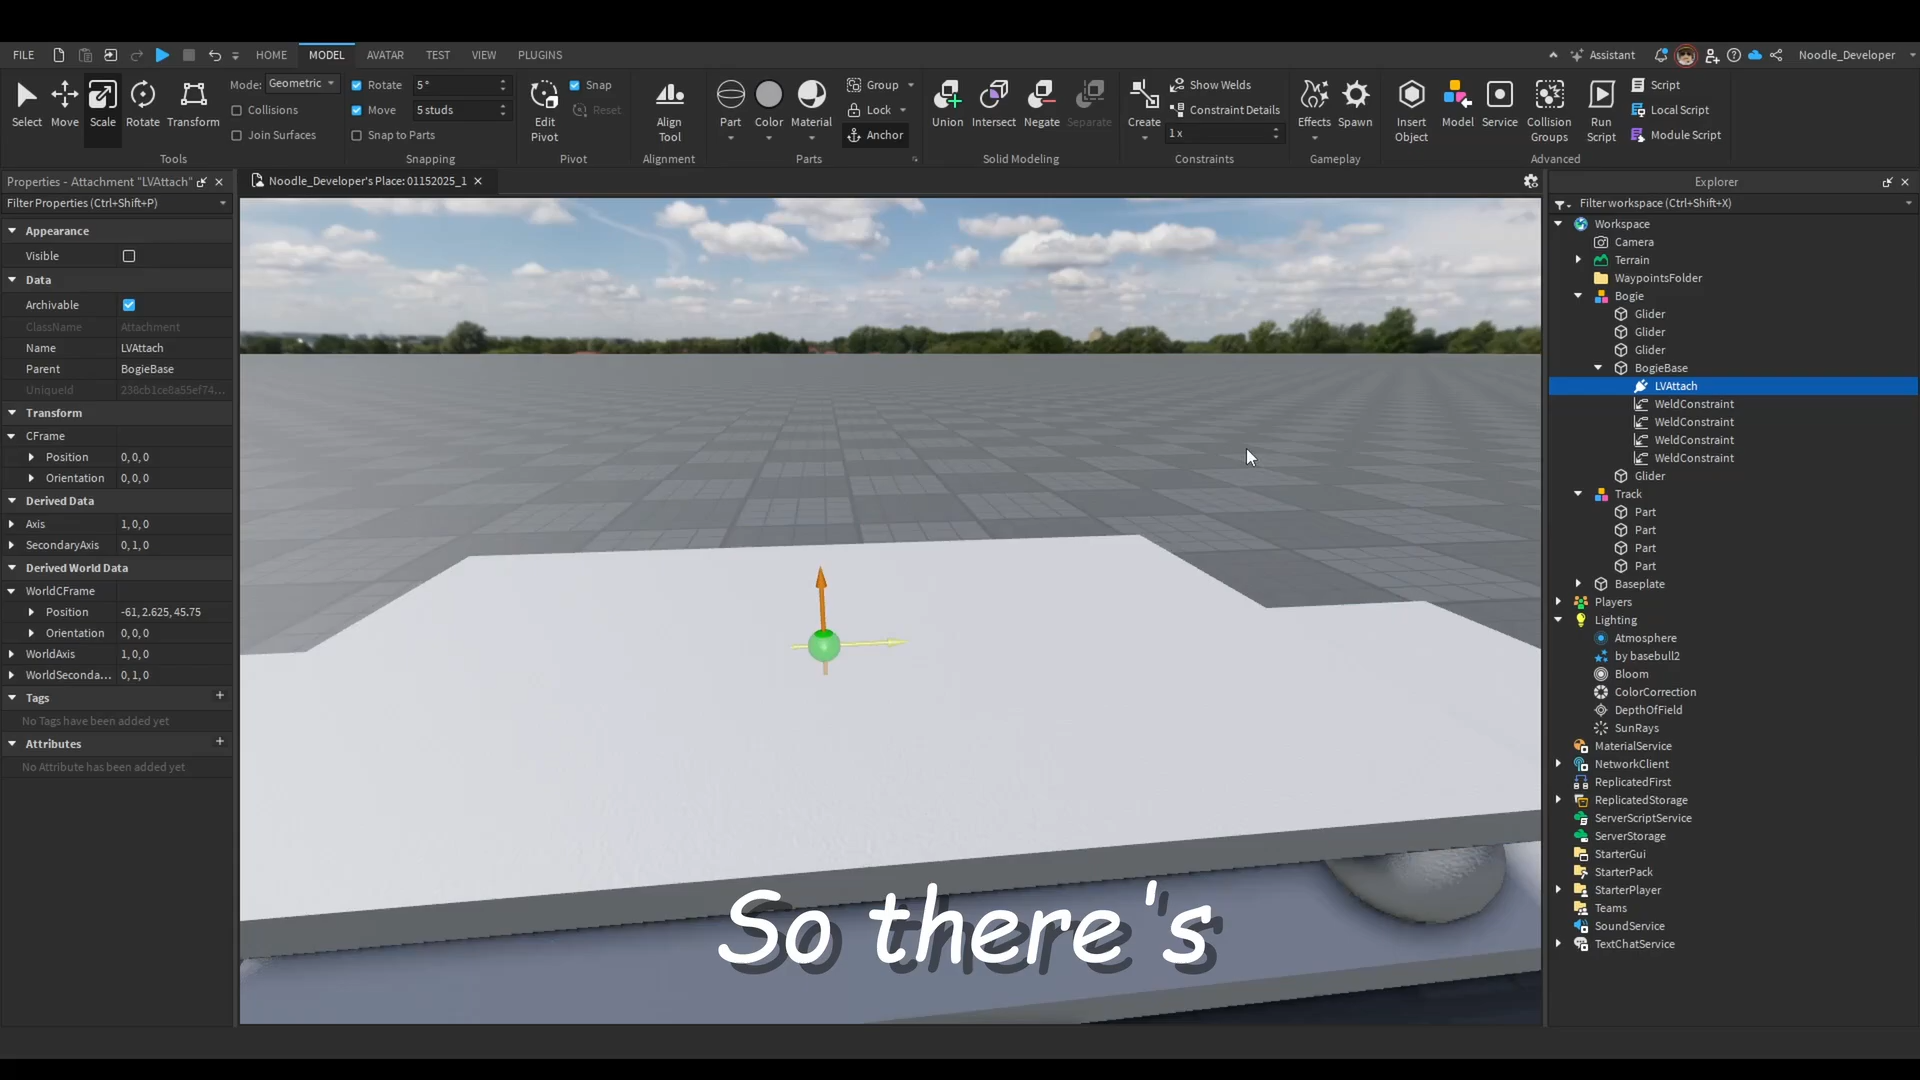 FILE HOME MODEL AVATAR TEST VIEW PLUGINS Assistant Noodle_Developer
Select Move Scale Rotate Transform
Mode: Geometric
Collisions
Join Surfaces
Tools
Rotate 5°
Move 5 studs
Snap to Parts
Snapping
Edit Pivot
Snap
Reset
Pivot
Align Tool
Alignment
Part Color Material
Group
Lock
Anchor
Parts
Union Intersect Negate Separate
Solid Modeling
Create
Show Welds
Constraint Details
1 x
Constraints
Effects Spawn
Gameplay
Insert Object
Model Service
Collision Groups
Run Script
Script
Local Script
Module Script
Advanced
Properties - Attachment "LVAttach"
Filter Properties (Ctrl+Shift+P)
Appearance
Visible
Data
Archivable
ClassName Attachment
Name LVAttach
Parent BogieBase
UniqueId 238cb1ce8a55ef74...
Transform
CFrame
Position 0, 0, 0
Orientation 0, 0, 0
Derived Data
Axis 1, 0, 0
SecondaryAxis 0, 1, 0
Derived World Data
WorldCFrame
Position -61, 2.625, 45.75
Orientation 0, 0, 0
WorldAxis 1, 0, 0
WorldSeconda... 0, 1, 0
Tags
No Tags have been added yet
Attributes
No Attribute has been added yet
Noodle_Developer's Place: 01152025_1
So there's
Explorer
Filter workspace (Ctrl+Shift+X)
Workspace
Camera
Terrain
WaypointsFolder
Bogie
Glider
Glider
Glider
BogieBase
LVAttach
WeldConstraint
WeldConstraint
WeldConstraint
WeldConstraint
Glider
Track
Part
Part
Part
Part
Baseplate
Players
Lighting
Atmosphere
by basebull2
Bloom
ColorCorrection
DepthOfField
SunRays
MaterialService
NetworkClient
ReplicatedFirst
ReplicatedStorage
ServerScriptService
ServerStorage
StarterGui
StarterPack
StarterPlayer
Teams
SoundService
TextChatService